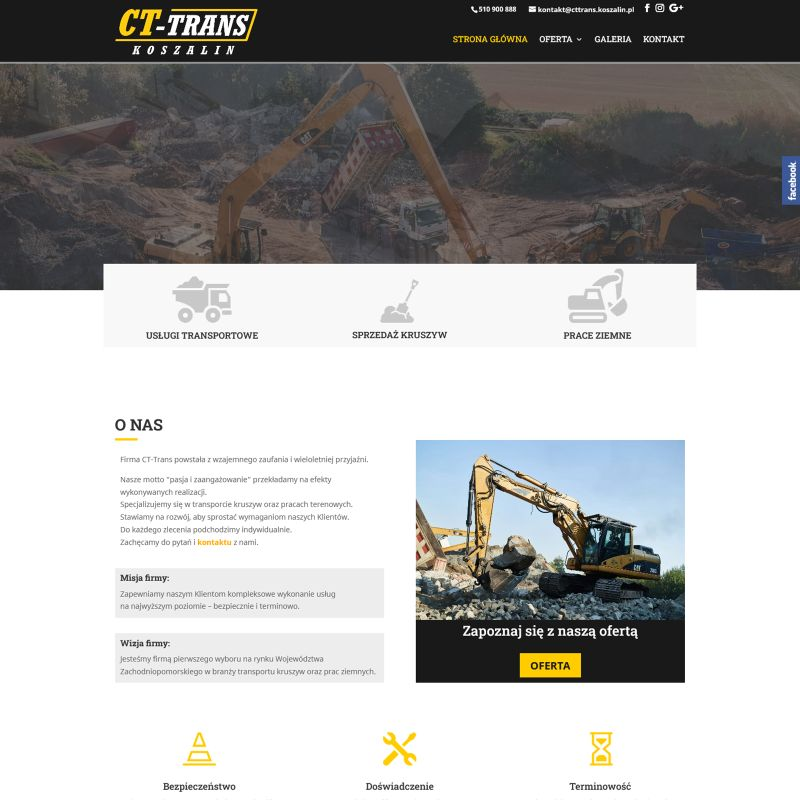 CT-TRANS
KOSZALIN
510 900 888 kontakt@cttrans.koszalin.pl
STRONA GŁÓWNA OFERTA GALERIA KONTAKT
facebook
USŁUGI TRANSPORTOWE SPRZEDAŻ KRUSZYW PRACE ZIEMNE
O NAS
Firma CT-Trans powstała z wzajemnego zaufania i wieloletniej przyjaźni.
Nasze motto "pasja i zaangażowanie" przekładamy na efekty
wykonywanych realizacji.
Specjalizujemy się w transporcie kruszyw oraz pracach terenowych.
Stawiamy na rozwój, aby sprostać wymaganiom naszych Klientów.
Do każdego zlecenia podchodzimy indywidualnie.
Zachęcamy do pytań i kontaktu z nami.
Misja firmy:
Zapewniamy naszym Klientom kompleksowe wykonanie usług
na najwyższym poziomie – bezpiecznie i terminowo.
Wizja firmy:
Jesteśmy firmą pierwszego wyboru na rynku Województwa
Zachodniopomorskiego w branży transportu kruszyw oraz prac ziemnych.
CAT
Zapoznaj się z naszą ofertą
OFERTA
Bezpieczeństwo Doświadczenie Terminowość